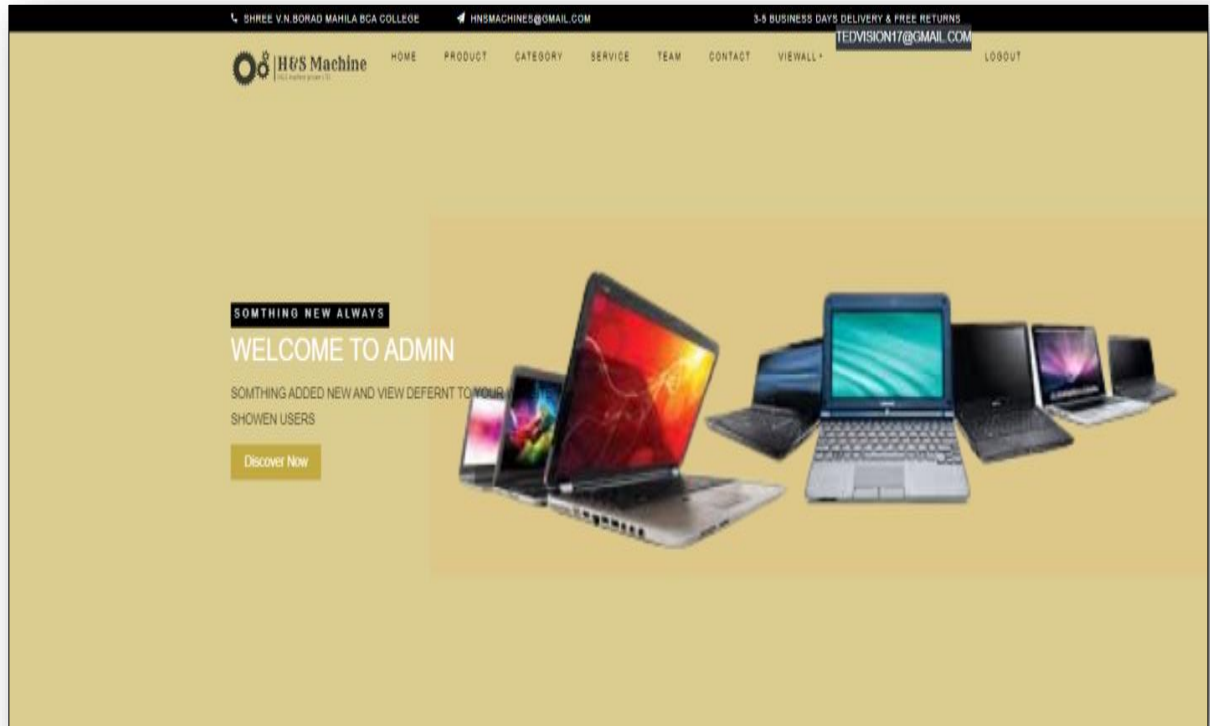 SHREE V.N.BORAD MAHILA BCA COLLEGE HNSMACHINES@GMAIL.COM 3-5 BUSINESS DAYS DELIVERY & FREE RETURNS
TEDVISION17@GMAIL.COM
H&S Machine HOME PRODUCT CATEGORY SERVICE TEAM CONTACT VIEWALL LOGOUT
SOMTHING NEW ALWAYS
WELCOME TO ADMIN
SOMTHING ADDED NEW AND VIEW DEFERNT TO YOUR
SHOWEN USERS
Discover Now